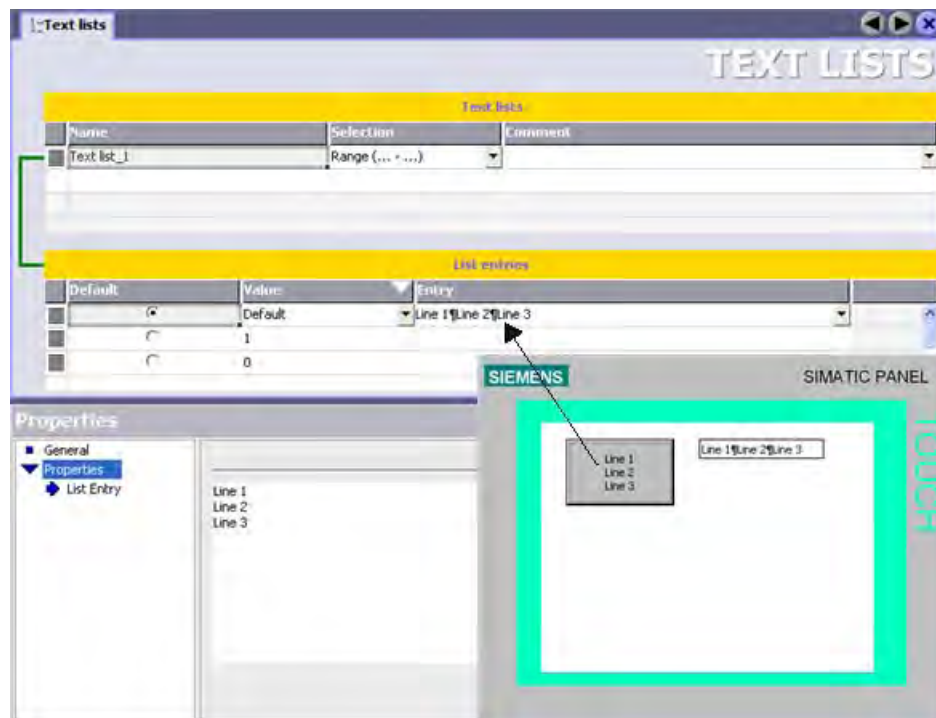 Text lists
TEXT LISTS
Text lists
Name Selection Comment
Text list_1 Range (... - ...)
List entries
Default Value Entry
Default Line 1¶Line 2¶Line 3
1
0
SIEMENS SIMATIC PANEL
TOUCH
Line 1
Line 2
Line 3
Line 1¶Line 2¶Line 3
Properties
General
Properties
List Entry
Line 1
Line 2
Line 3